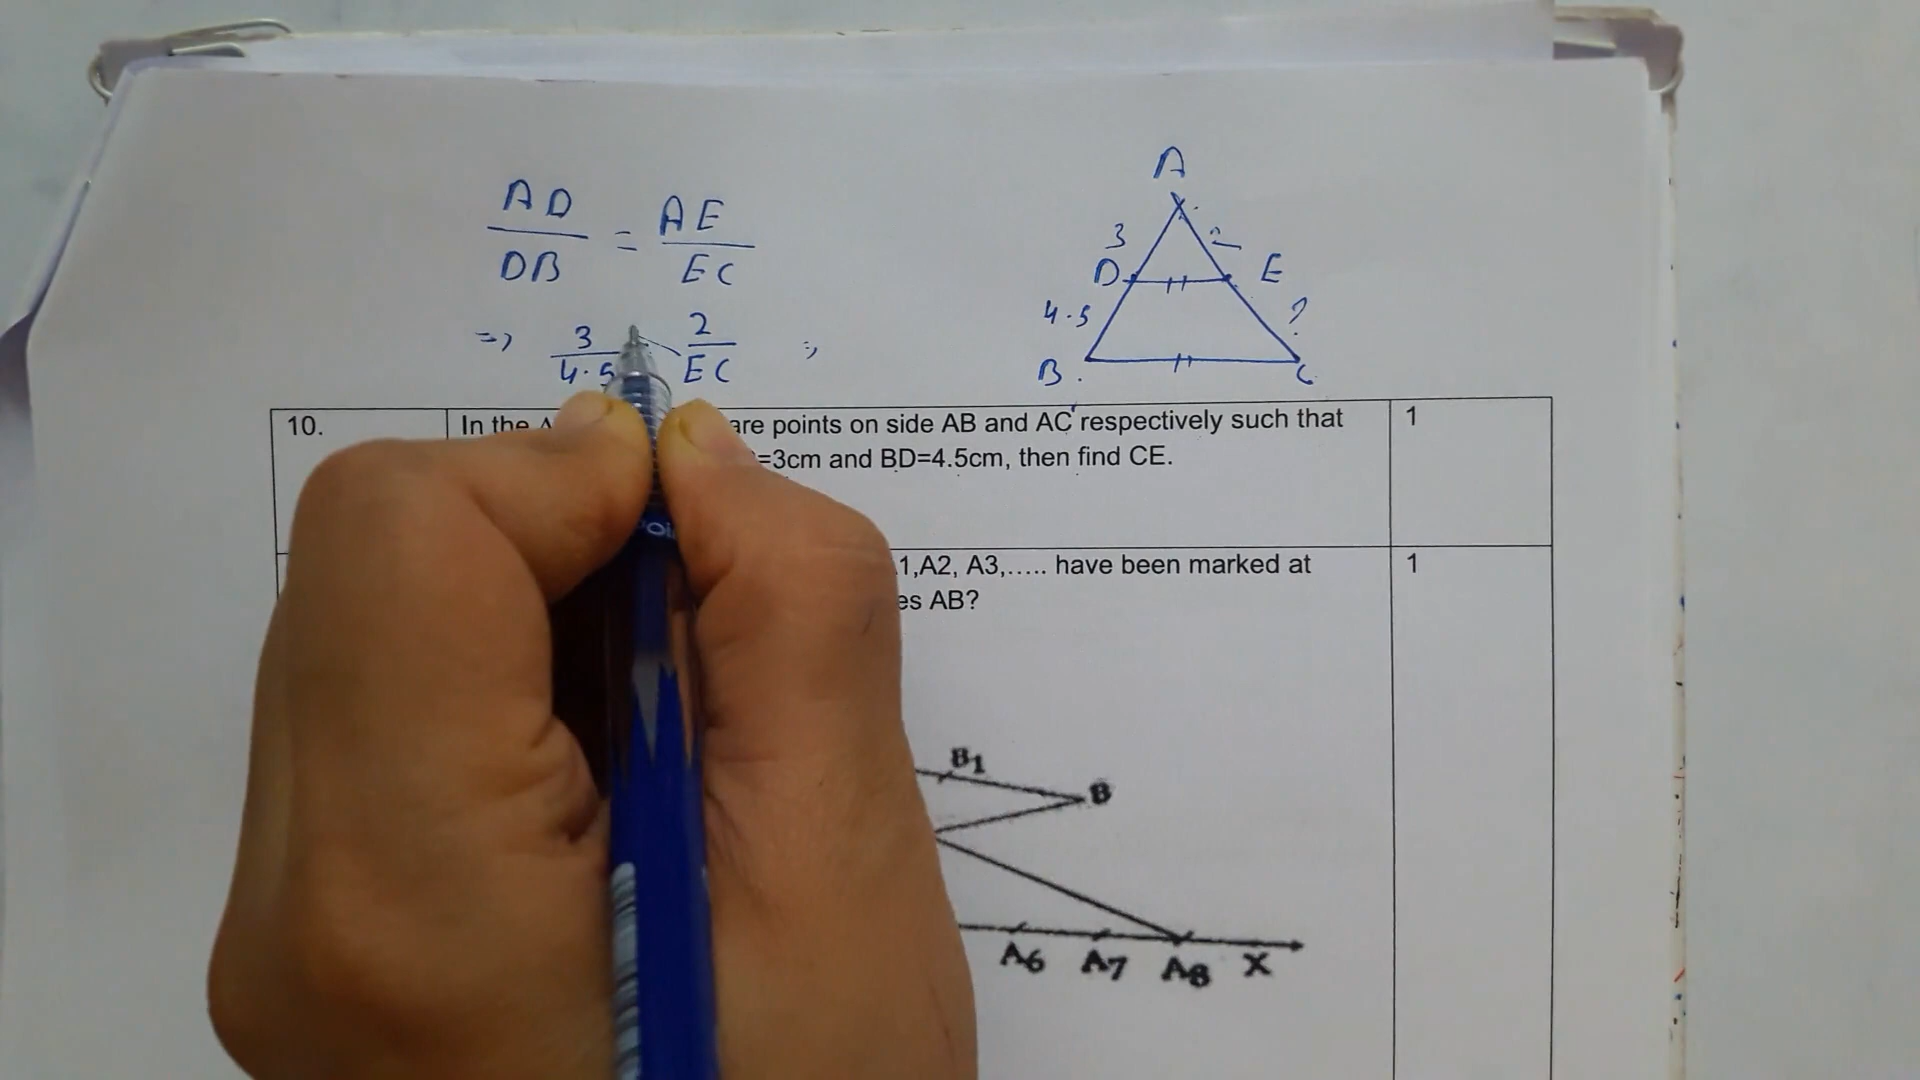 A
AD = AE
DB EC
3 2
D E
4.5 ?
=> 3 2
4.5 EC
B C
10. In the are points on side AB and AC respectively such that 1
=3cm and BD=4.5cm, then find CE.
1,A2, A3,..... have been marked at 1
es AB?
B1
B
A6 A7 A8 X